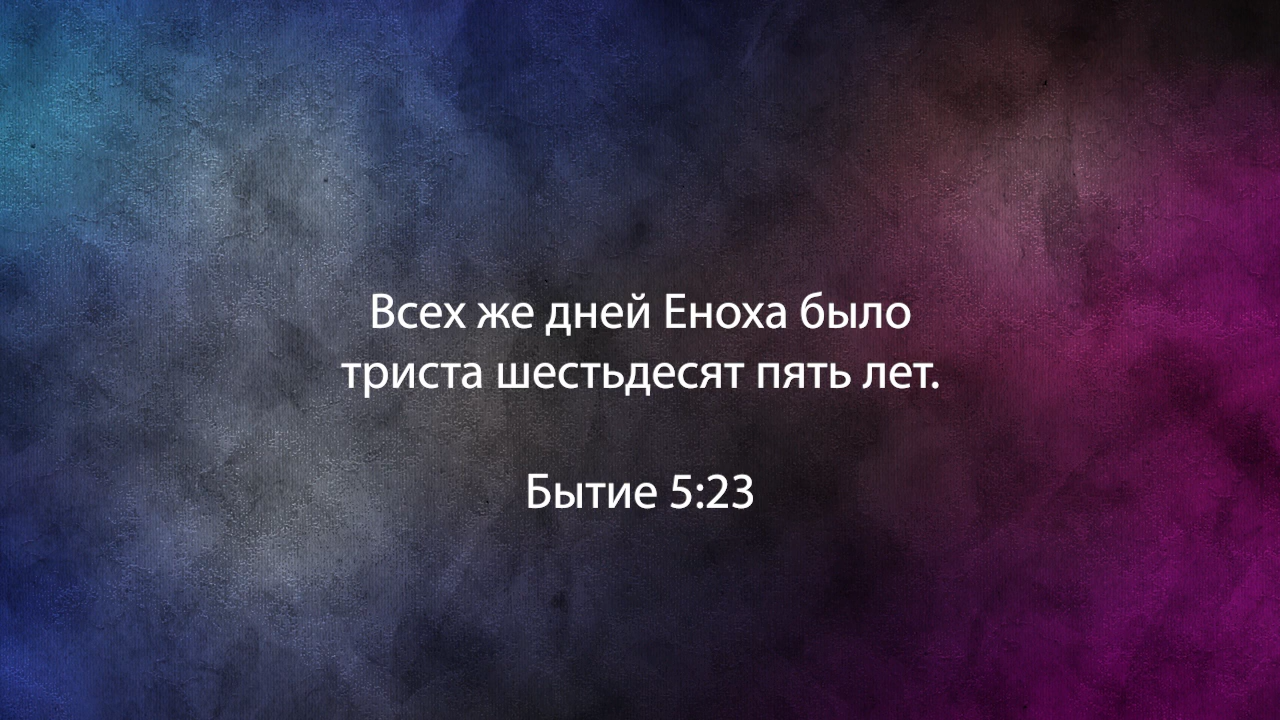 Всех же дней Еноха было
триста шестьдесят пять лет.
Бытие 5:23